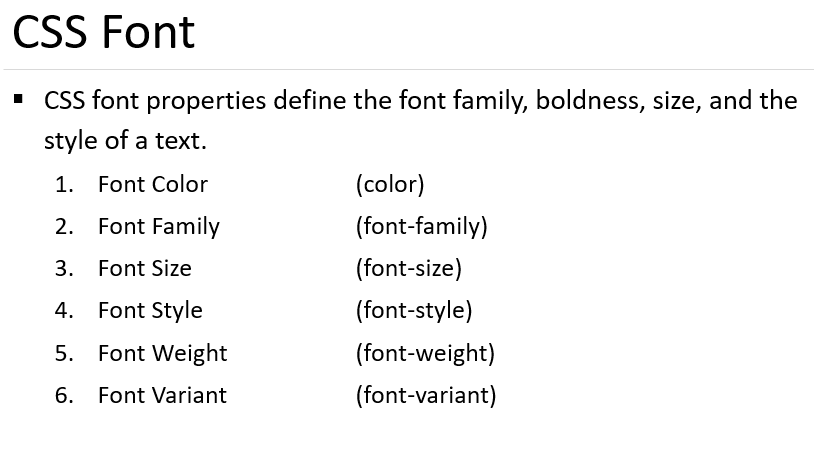 CSS Font
▪ CSS font properties define the font family, boldness, size, and the
style of a text.
1. Font Color (color)
2. Font Family (font-family)
3. Font Size (font-size)
4. Font Style (font-style)
5. Font Weight (font-weight)
6. Font Variant (font-variant)